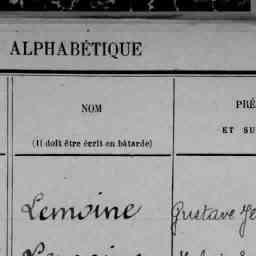 ALPHABÉTIQUE
NOM
PRÉ
ET SU
(Il doit être écrit en bâtarde)
Lemoine Gustave